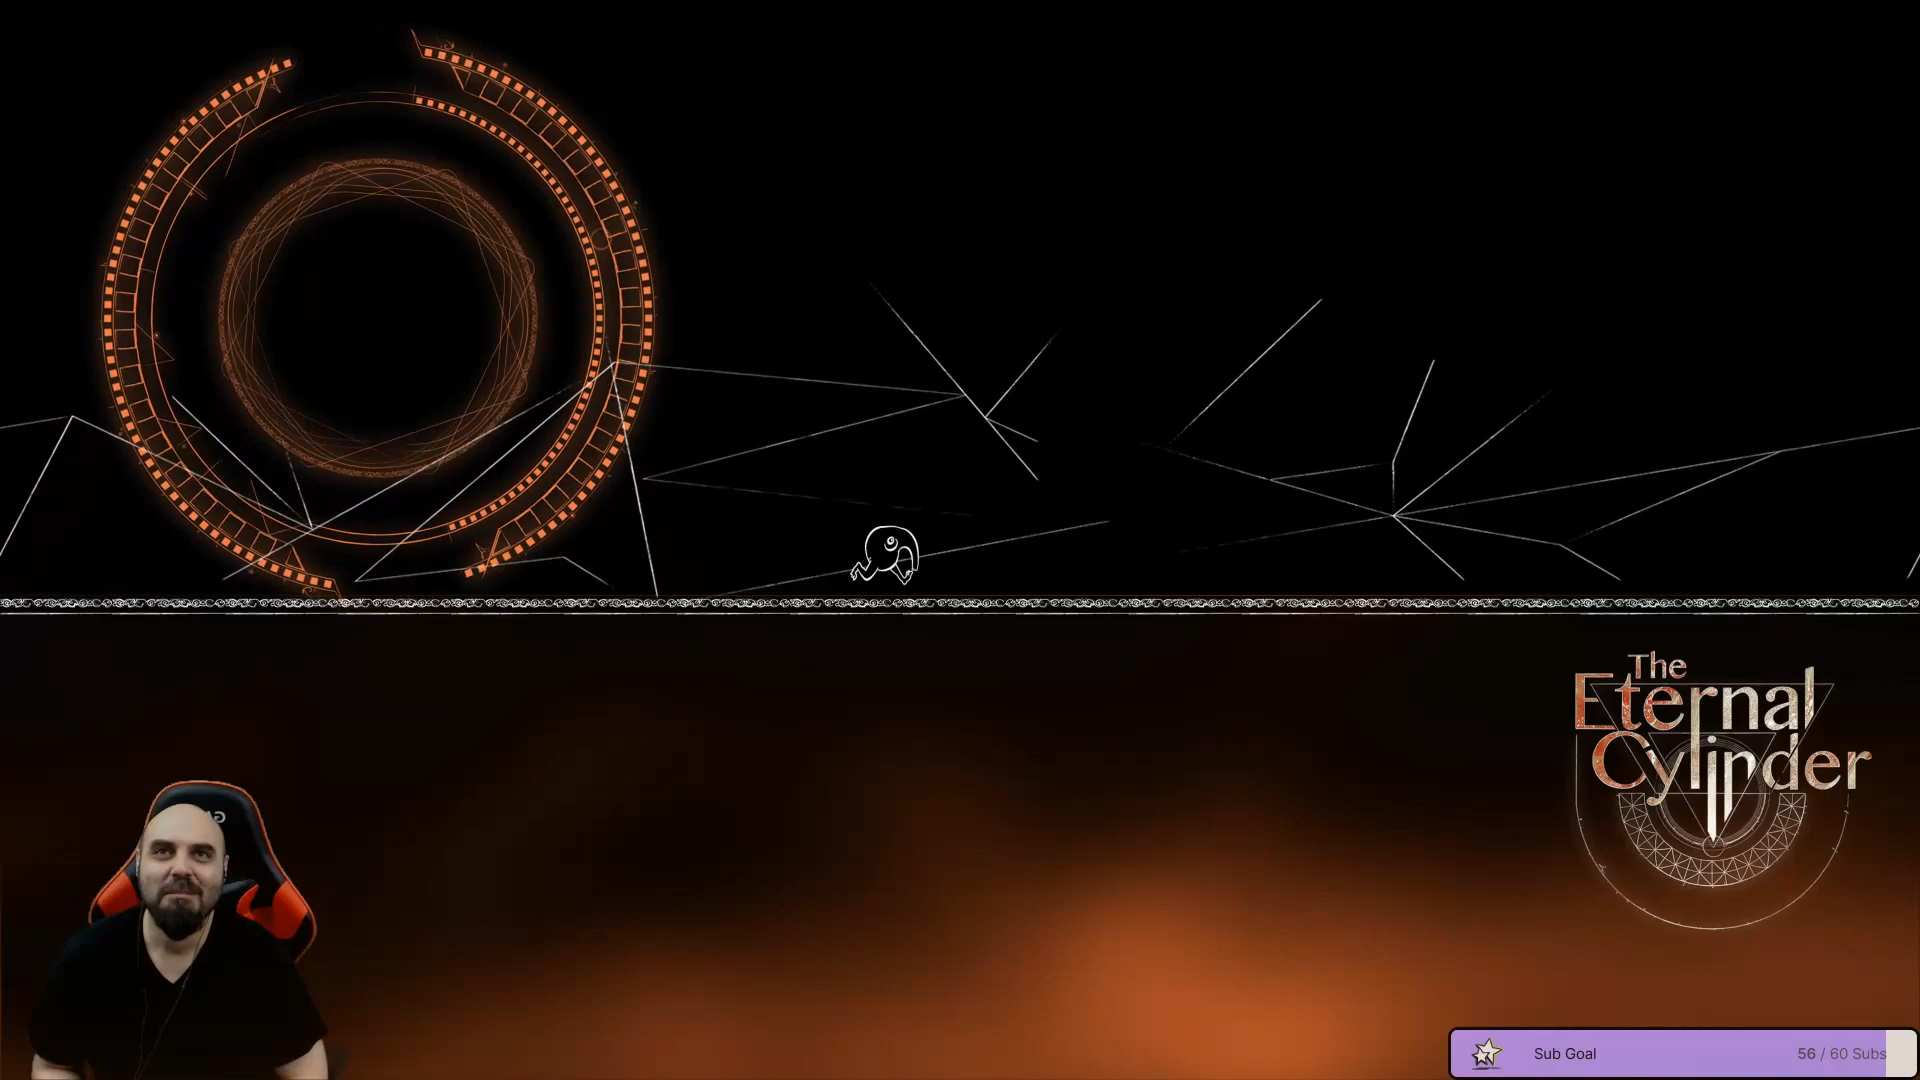 The
Eternal
Cylinder
Sub Goal
56 / 60 Subs